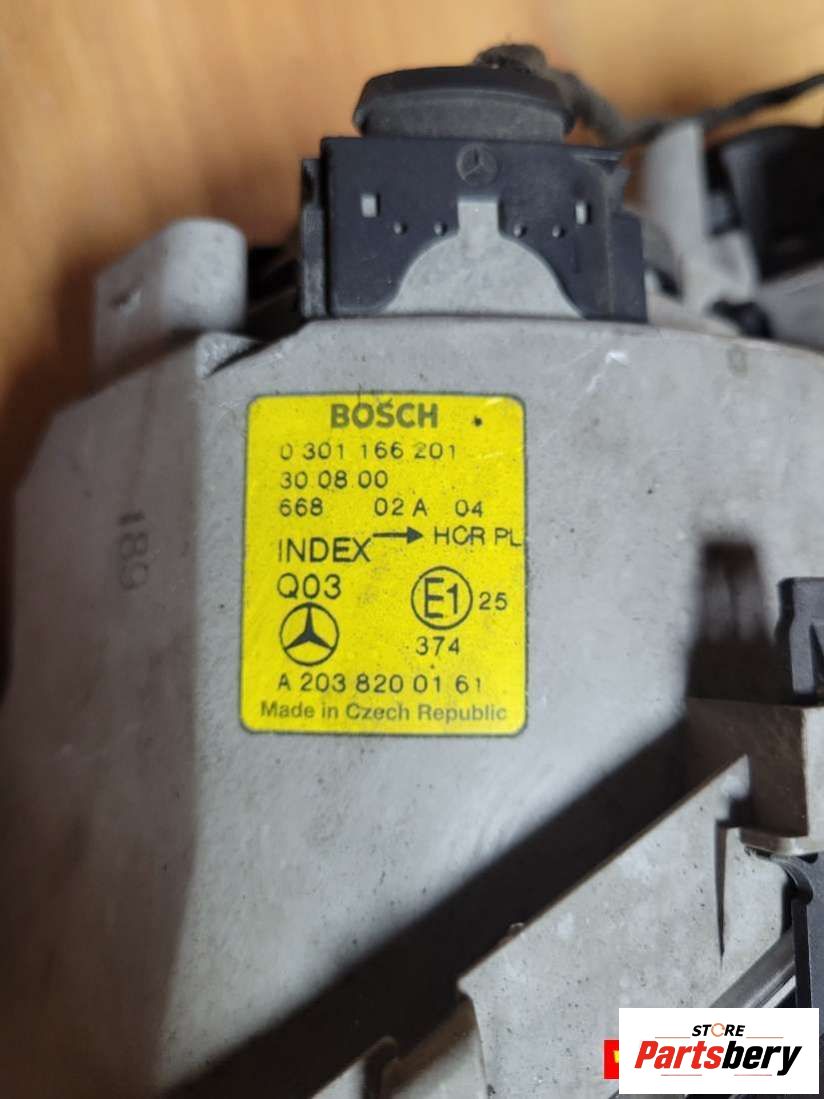 BOSCH
0 301 166 201
30 08 00
668 02 A 04
INDEX → HCR PL
Q03
E1 25
374
A 203 820 01 61
Made in Czech Republic
189
STORE
Partsbery